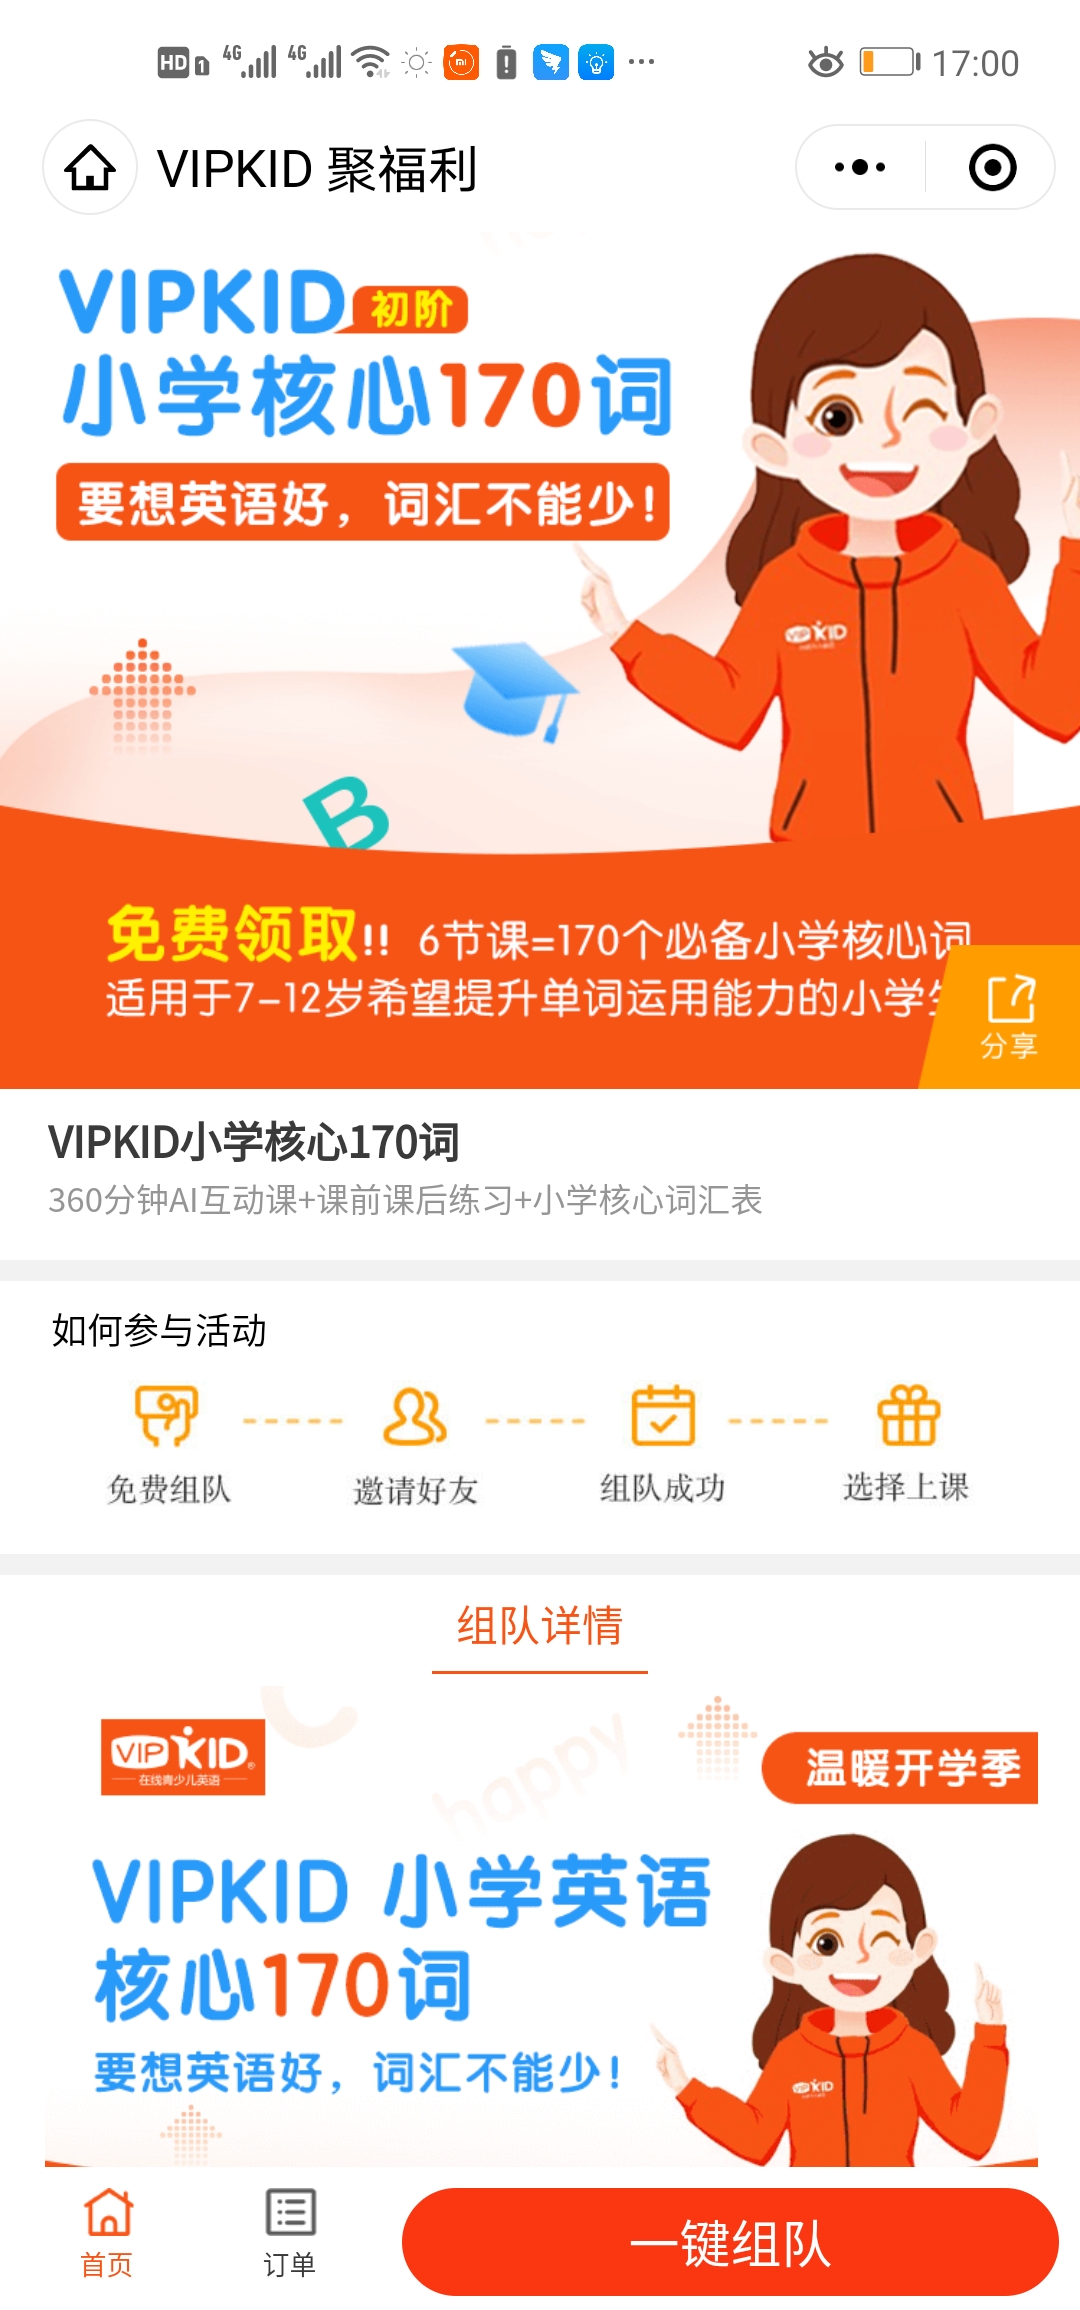 HD 1 4G 4G 17:00
VIPKID 聚福利
VIPKID 初阶
小学核心170词
要想英语好，词汇不能少！
VIPKID
B
免费领取!! 6节课=170个必备小学核心词
适用于7-12岁希望提升单词运用能力的小学生
分享
VIPKID小学核心170词
360分钟AI互动课+课前课后练习+小学核心词汇表
如何参与活动
免费组队 邀请好友 组队成功 选择上课
组队详情
VIPKID
在线青少儿英语
happy
温暖开学季
VIPKID 小学英语
核心170词
要想英语好，词汇不能少！
VIPKID
首页 订单 一键组队